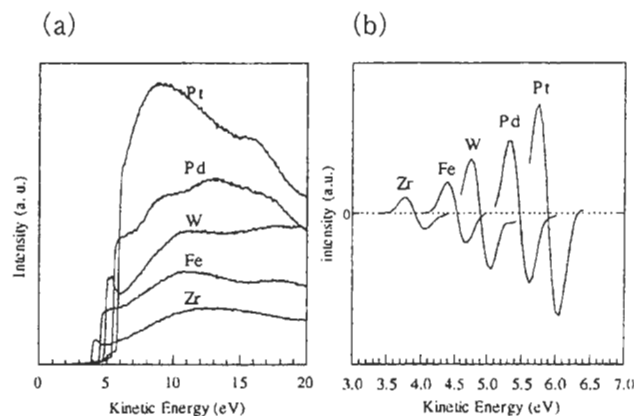 (a)
Intensity (a. u.)
Pt
Pd
W
Fe
Zr
0 5 10 15 20
Kinetic Energy (eV)
(b)
intensity (a.u.)
0
Zr
Fe
W
Pd
Pt
3.0 3.5 4.0 4.5 5.0 5.5 6.0 6.5 7.0
Kinetic Energy (eV)